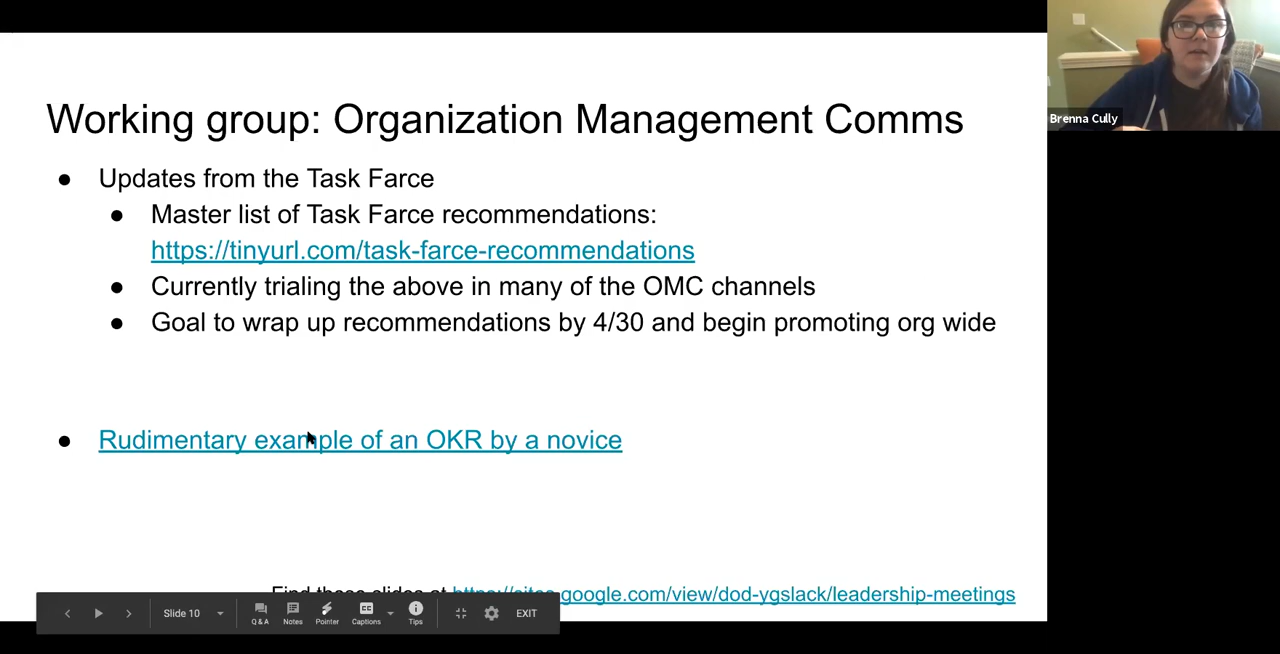 Working group: Organization Management Comms
Brenna Cully
● Updates from the Task Farce
● Master list of Task Farce recommendations:
https://tinyurl.com/task-farce-recommendations
● Currently trialing the above in many of the OMC channels
● Goal to wrap up recommendations by 4/30 and begin promoting org wide
● Rudimentary example of an OKR by a novice
Find these slides at https://sites.google.com/view/dod-ygslack/leadership-meetings
Slide 10
Q & A
Notes
Pointer
Captions
Tips
EXIT